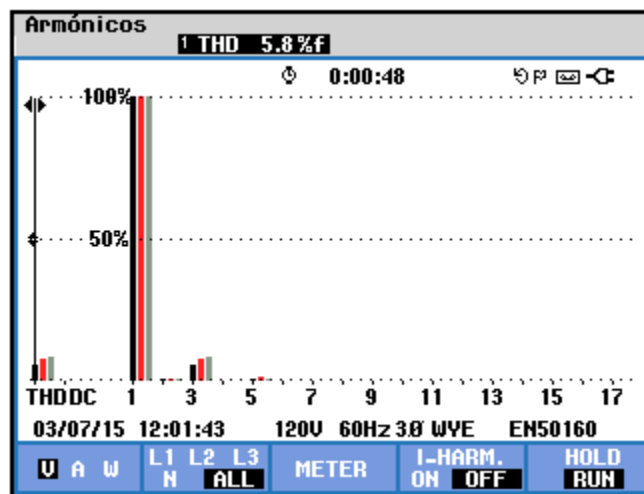 Armónicos
1 THD 5.8%f
0:00:48
100%
50%
THD DC 1 3 5 7 9 11 13 15 17
03/07/15 12:01:43 120V 60Hz 3Ø WYE EN50160
V A W
L1 L2 L3
N ALL
METER
I-HARM.
ON OFF
HOLD
RUN